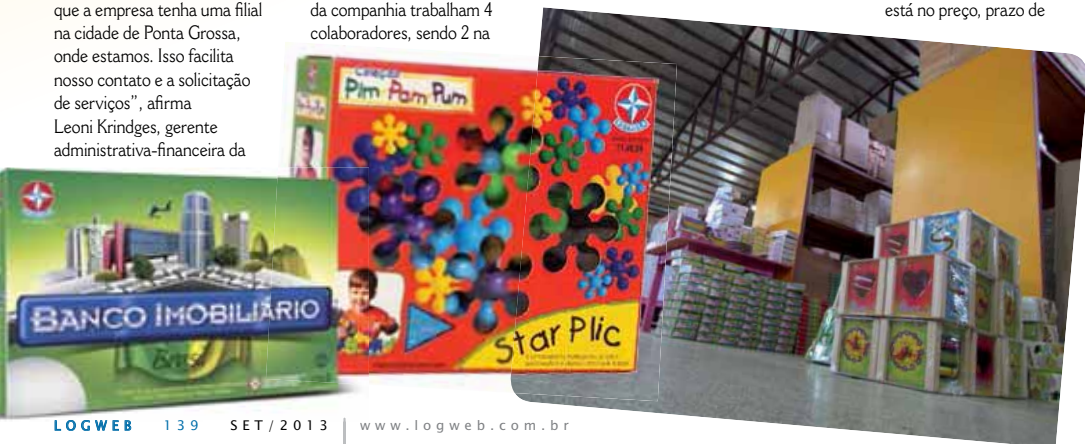 que a empresa tenha uma filial
na cidade de Ponta Grossa,
onde estamos. Isso facilita
nosso contato e a solicitação
de serviços”, afirma
Leoni Krindges, gerente
administrativa-financeira da
da companhia trabalham 4
colaboradores, sendo 2 na
está no preço, prazo de
Coleção
Pim Pam Pum
ESTRELA
Star Plic
BANCO IMOBILIÁRIO
LOGWEB 139 SET/2013 www.logweb.com.br